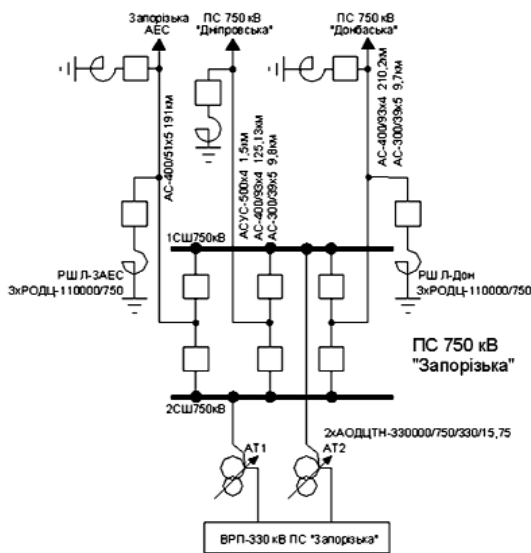 Запорізька
АЕС
ПС 750 кВ
"Дніпровська"
ПС 750 кВ
"Донбаська"
АС-400/51х5 191км
АСУС-500х4 1,5км
АС-400/93х4 125,13км
АС-300/39х5 9,8км
АС-400/93х4 210,2км
АС-300/39х5 9,7км
1СШ750кВ
РШ Л-ЗАЕС
3хРОДЦ-110000/750
РШ Л-Дон
3хРОДЦ-110000/750
ПС 750 кВ
"Запорізька"
2СШ750кВ
2хАОДЦТН-330000/750/330/15,75
АТ1
АТ2
ВРП-330 кВ ПС "Запорізька"